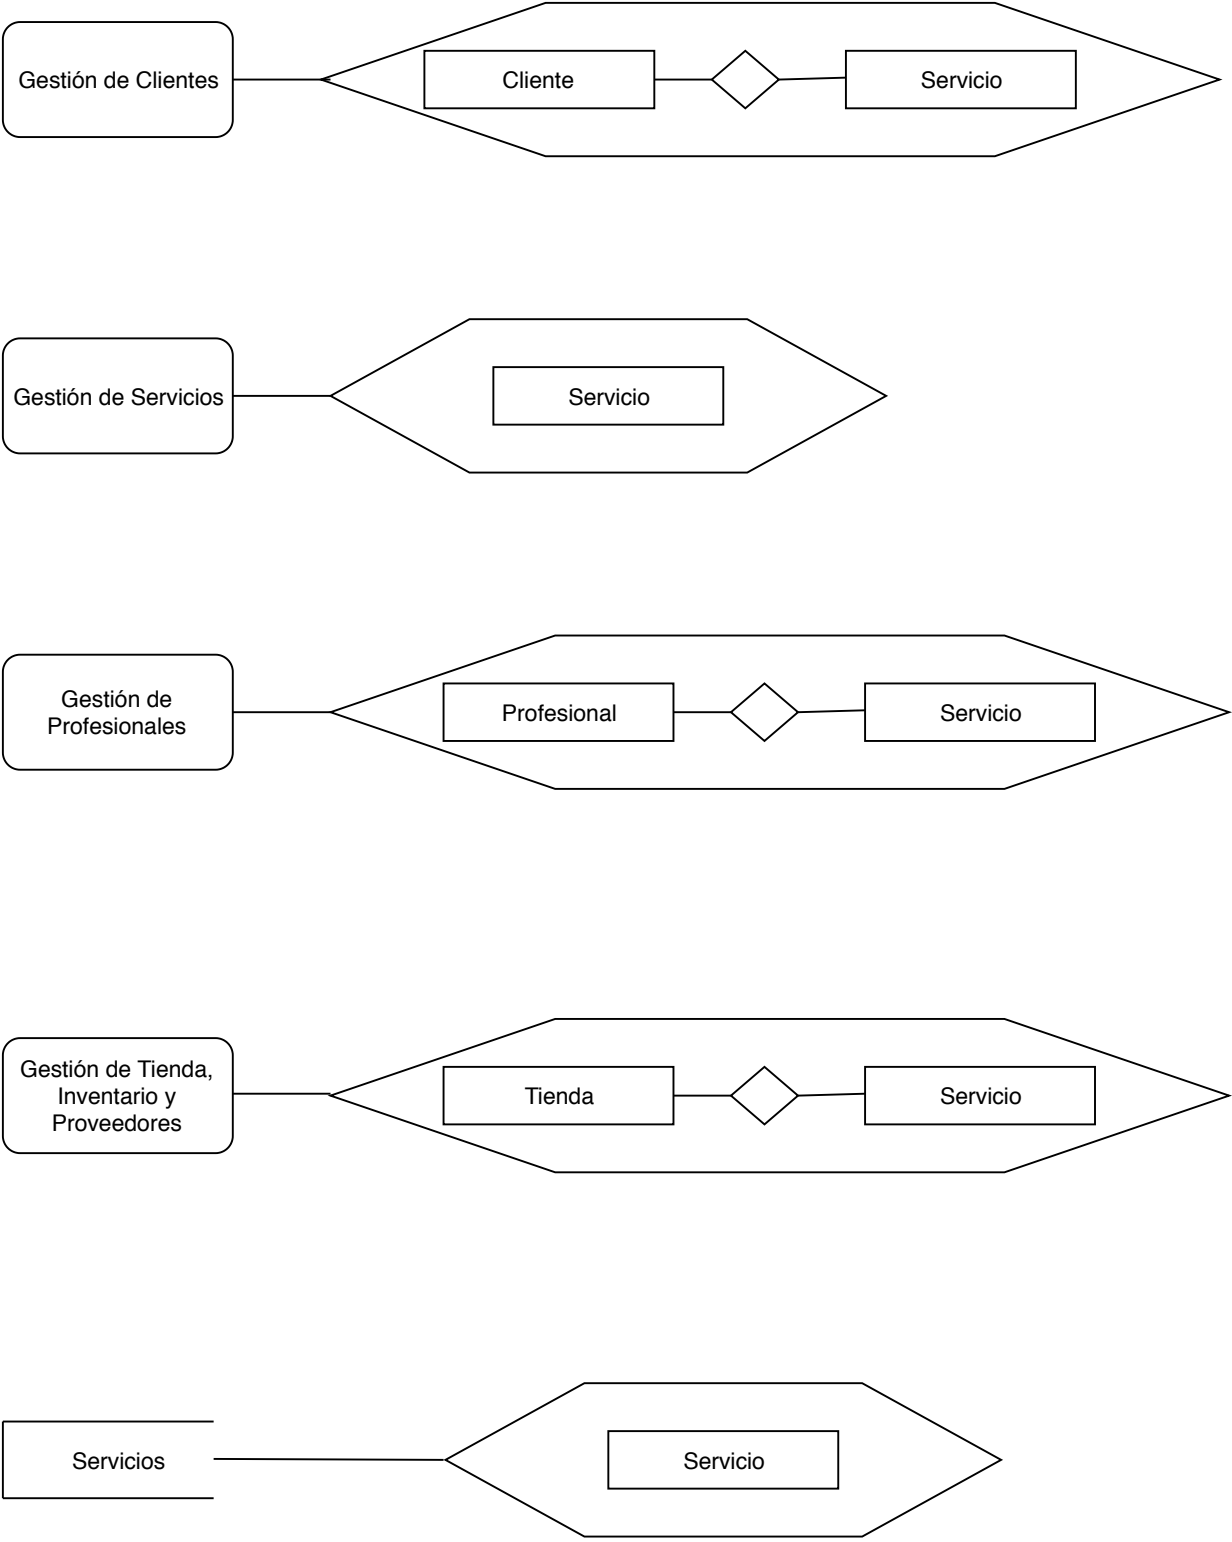 Gestión de Clientes
Cliente
Servicio
Gestión de Servicios
Servicio
Gestión de
Profesionales
Profesional
Servicio
Gestión de Tienda,
Inventario y
Proveedores
Tienda
Servicio
Servicios
Servicio